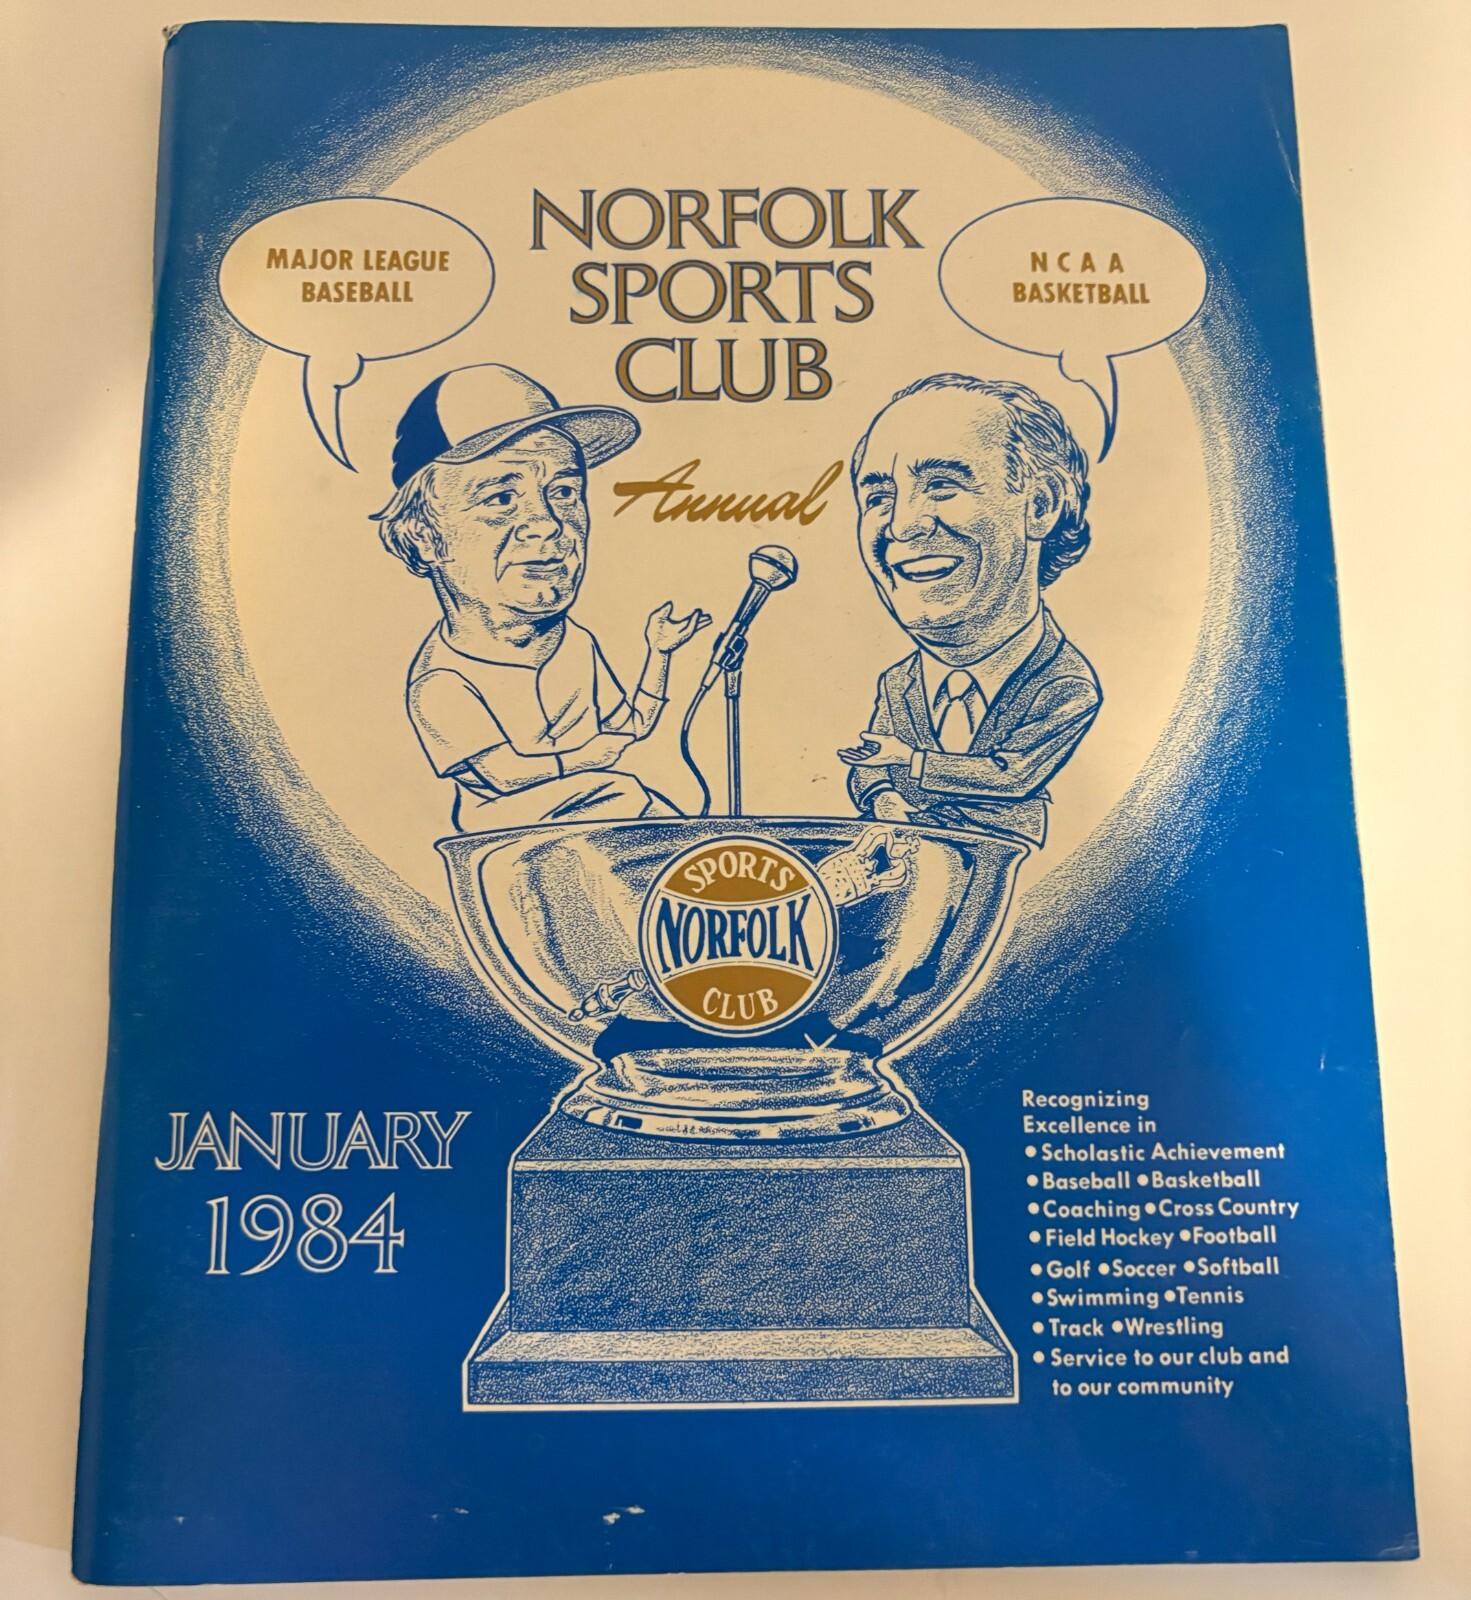 NORFOLK
SPORTS
CLUB
Annual
MAJOR LEAGUE
BASEBALL
N C A A
BASKETBALL
SPORTS
NORFOLK
CLUB
JANUARY
1984
Recognizing
Excellence in
• Scholastic Achievement
• Baseball • Basketball
• Coaching • Cross Country
• Field Hockey • Football
• Golf • Soccer • Softball
• Swimming • Tennis
• Track • Wrestling
• Service to our club and
to our community